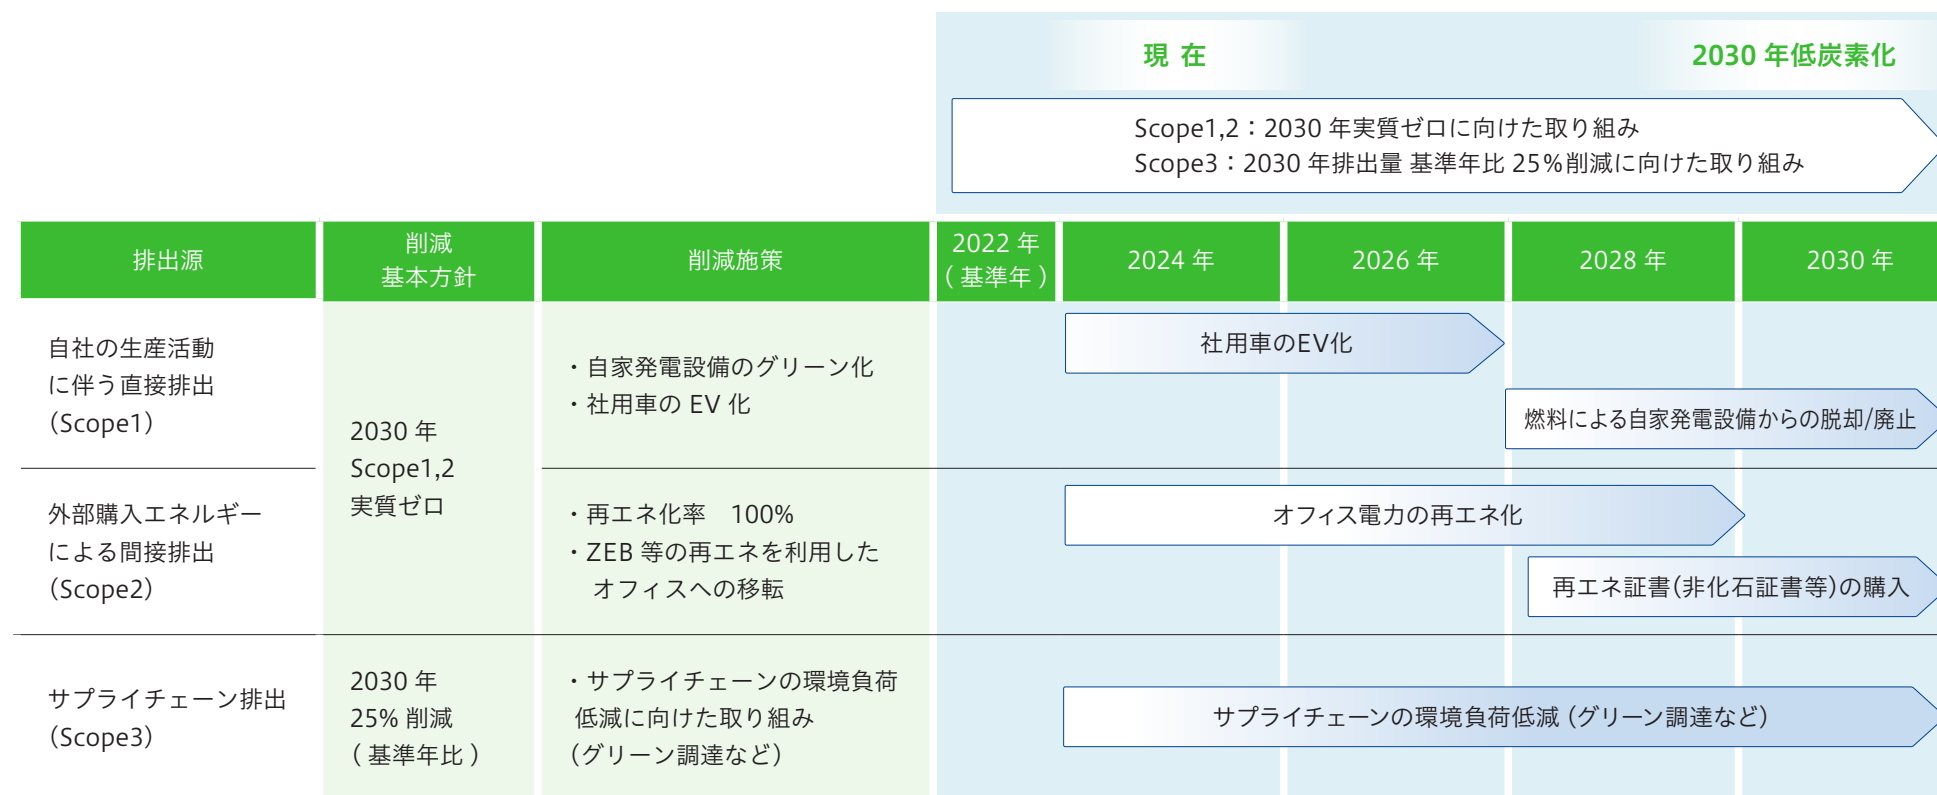 現 在
2030 年低炭素化
Scope1,2：2030 年実質ゼロに向けた取り組み
Scope3：2030 年排出量 基準年比 25％削減に向けた取り組み
排出源
削減
基本方針
削減施策
2022 年
( 基準年 )
2024 年
2026 年
2028 年
2030 年
自社の生産活動
に伴う直接排出
（Scope1）
2030 年
Scope1,2
実質ゼロ
・自家発電設備のグリーン化
・社用車の EV 化
社用車のEV化
燃料による自家発電設備からの脱却/廃止
外部購入エネルギー
による間接排出
（Scope2）
・再エネ化率　100%
・ZEB 等の再エネを利用した
オフィスへの移転
オフィス電力の再エネ化
再エネ証書(非化石証書等)の購入
サプライチェーン排出
（Scope3）
2030 年
25% 削減
( 基準年比 )
・サプライチェーンの環境負荷
低減に向けた取り組み
（グリーン調達など）
サプライチェーンの環境負荷低減（グリーン調達など）